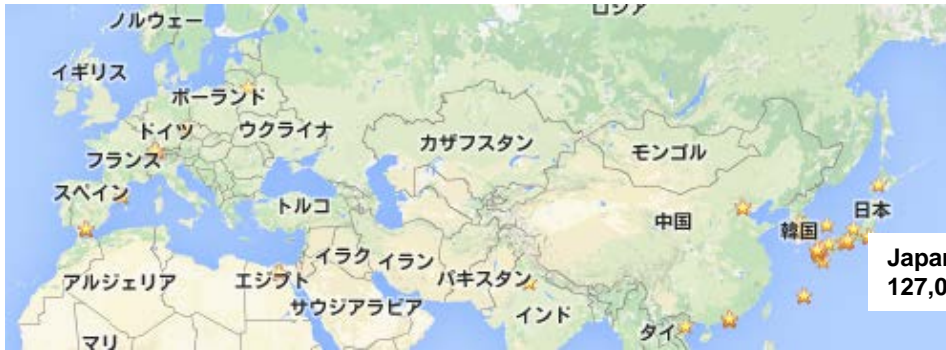 ロシア
ノルウェー
イギリス
ポーランド
ドイツ
ウクライナ
カザフスタン
モンゴル
フランス
スペイン
トルコ
中国
韓国
日本
イラク
イラン
アルジェリア
エジプト
パキスタン
サウジアラビア
インド
タイ
マリ
Japan
127,0